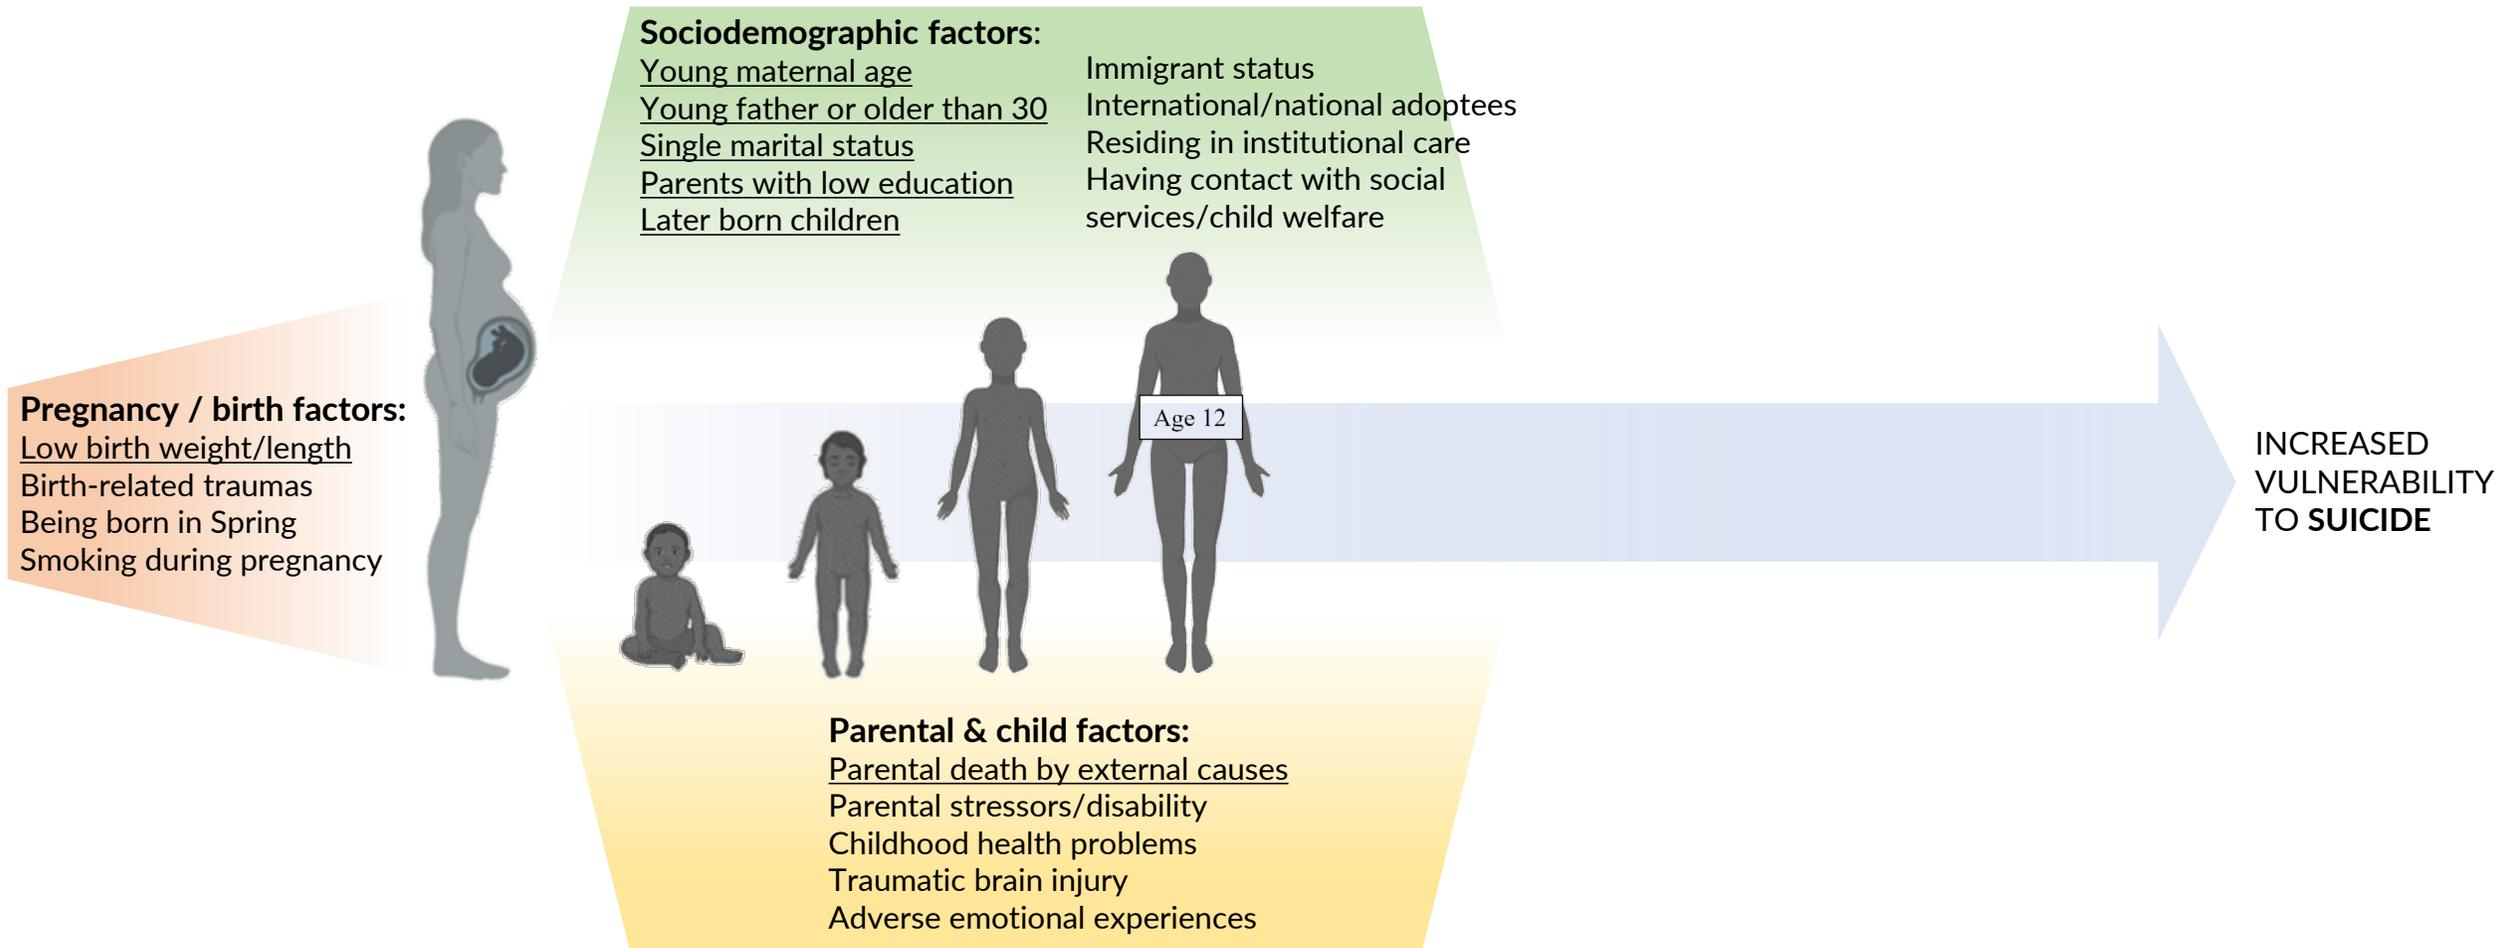 Sociodemographic factors:
Young maternal age
Young father or older than 30
Single marital status
Parents with low education
Later born children
Immigrant status
International/national adoptees
Residing in institutional care
Having contact with social
services/child welfare
Pregnancy / birth factors:
Low birth weight/length
Birth-related traumas
Being born in Spring
Smoking during pregnancy
Age 12
INCREASED
VULNERABILITY
TO SUICIDE
Parental & child factors:
Parental death by external causes
Parental stressors/disability
Childhood health problems
Traumatic brain injury
Adverse emotional experiences